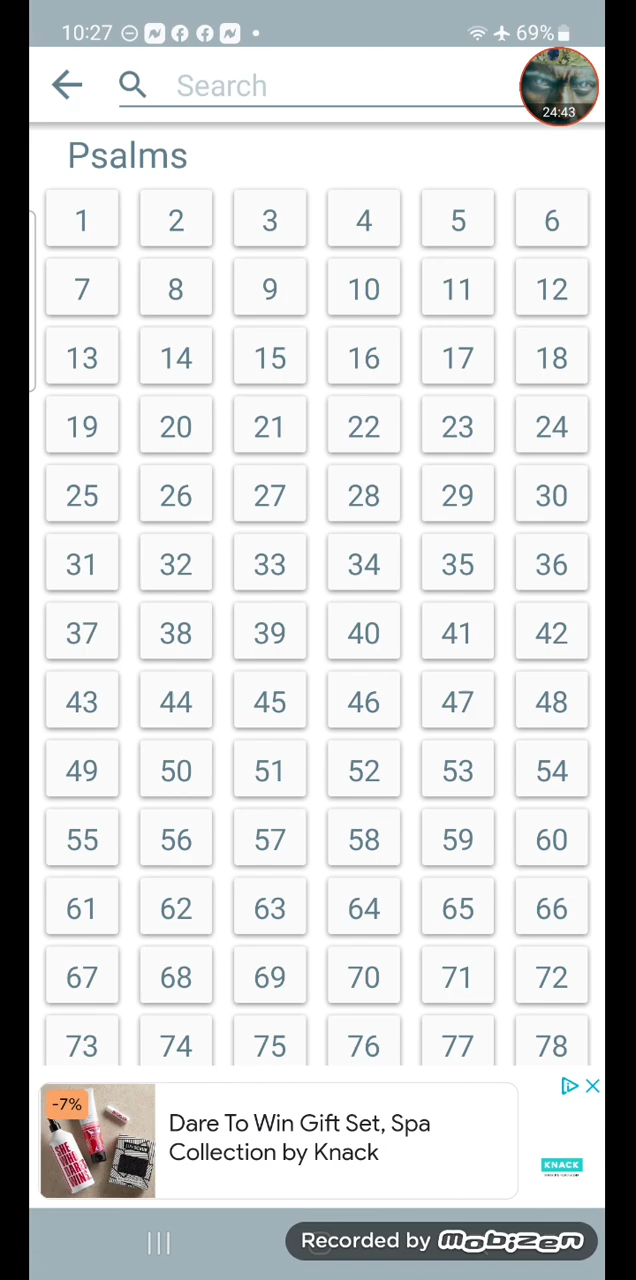 10:27 69%
Search
24:43
Psalms
1 2 3 4 5 6
7 8 9 10 11 12
13 14 15 16 17 18
19 20 21 22 23 24
25 26 27 28 29 30
31 32 33 34 35 36
37 38 39 40 41 42
43 44 45 46 47 48
49 50 51 52 53 54
55 56 57 58 59 60
61 62 63 64 65 66
67 68 69 70 71 72
73 74 75 76 77 78
-7%
SHE WHO DARES WINS
Dare To Win Gift Set, Spa
Collection by Knack
KNACK
Recorded by mobizen